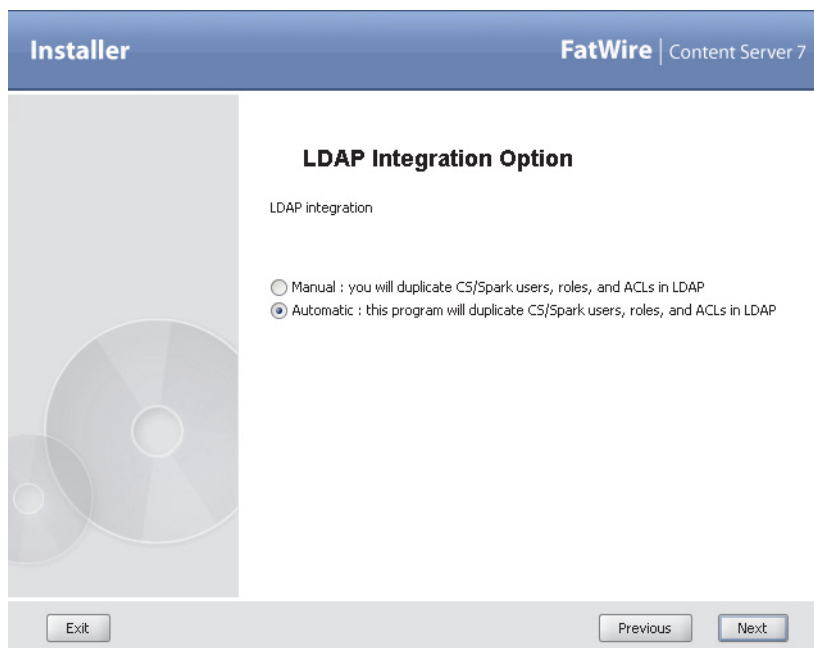 Installer
FatWire | Content Server 7
LDAP Integration Option
LDAP integration
Manual : you will duplicate CS/Spark users, roles, and ACLs in LDAP
Automatic : this program will duplicate CS/Spark users, roles, and ACLs in LDAP
Exit
Previous
Next